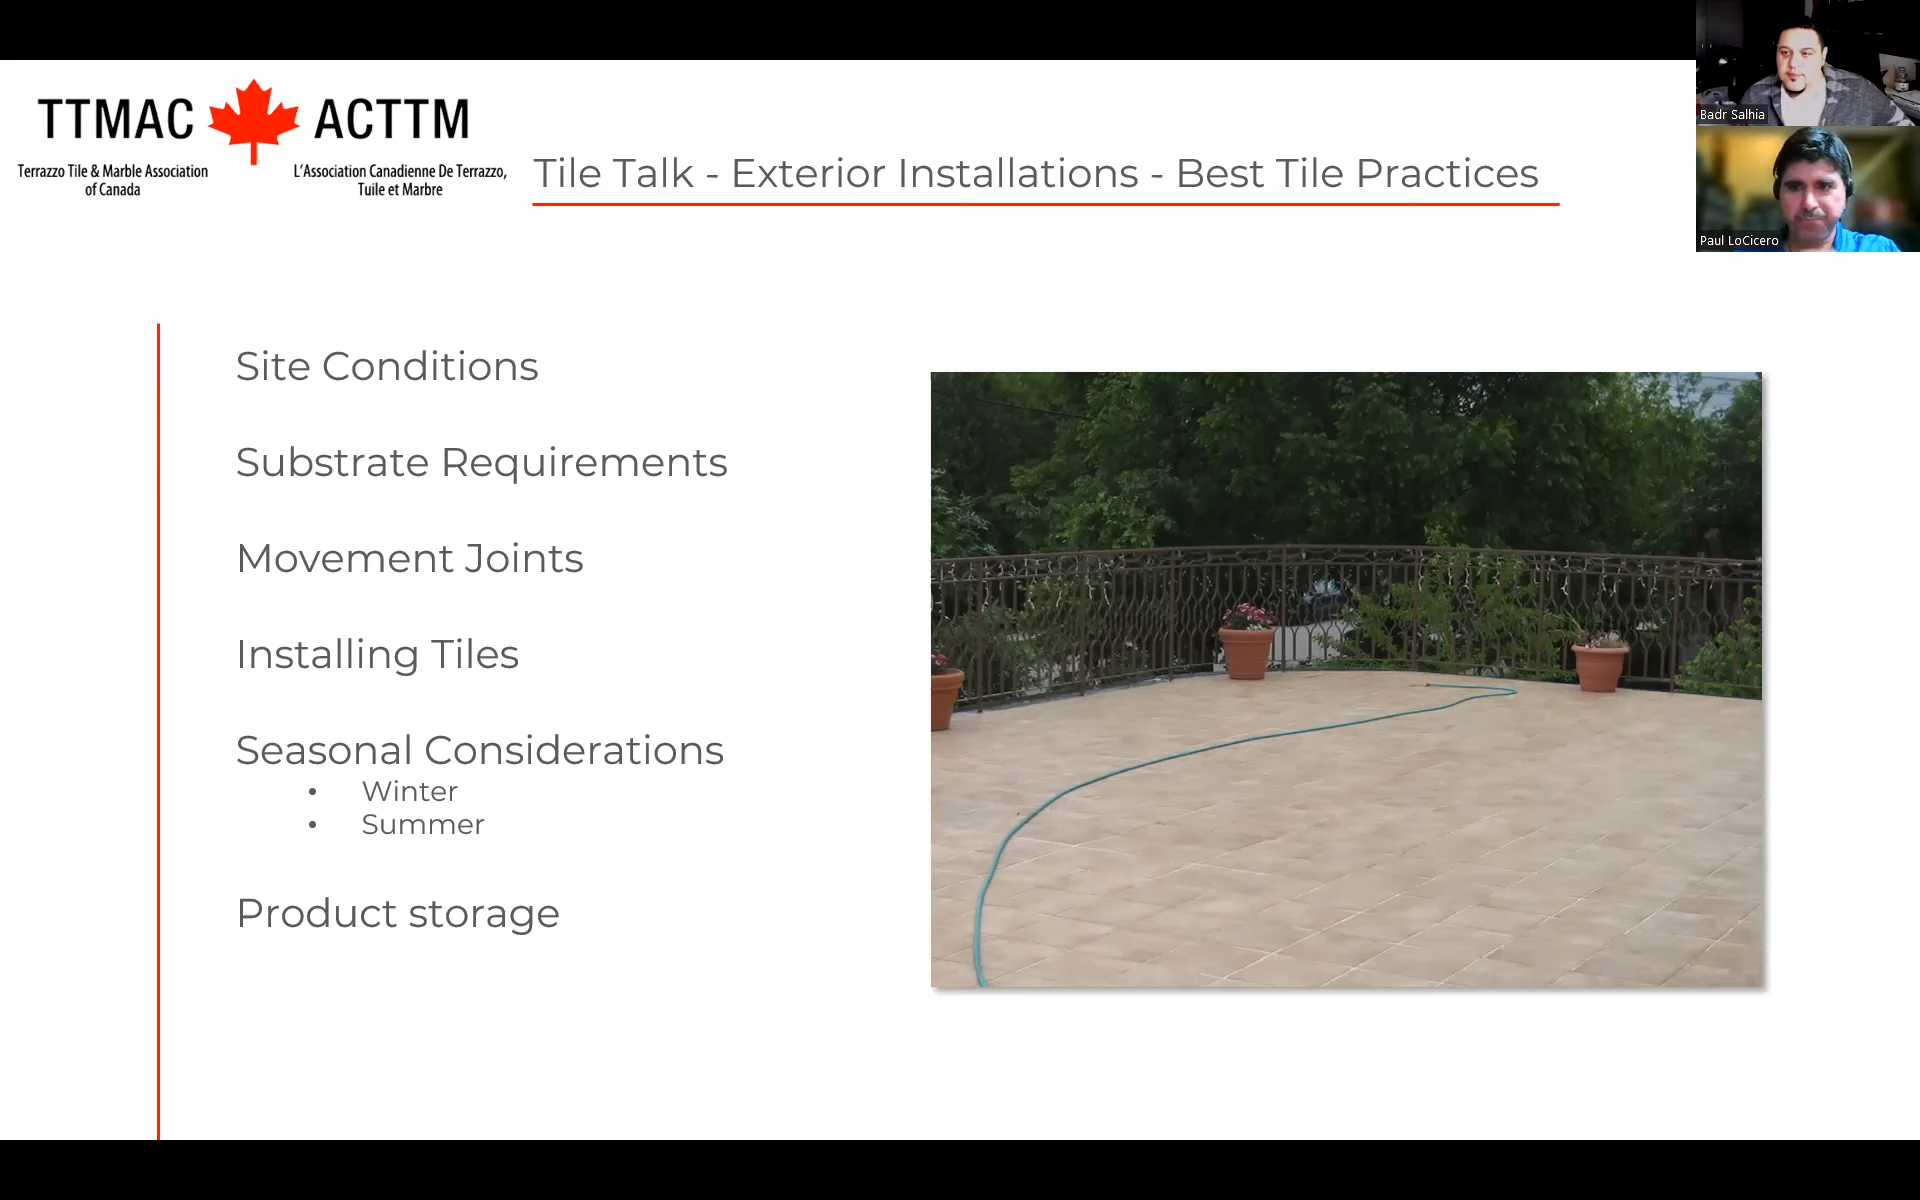 TTMAC ACTTM
Terrazzo Tile & Marble Association
of Canada
L'Association Canadienne De Terrazzo,
Tuile et Marbre
Tile Talk - Exterior Installations - Best Tile Practices
Badr Salhia
Paul LoCicero
Site Conditions
Substrate Requirements
Movement Joints
Installing Tiles
Seasonal Considerations
• Winter
• Summer
Product storage